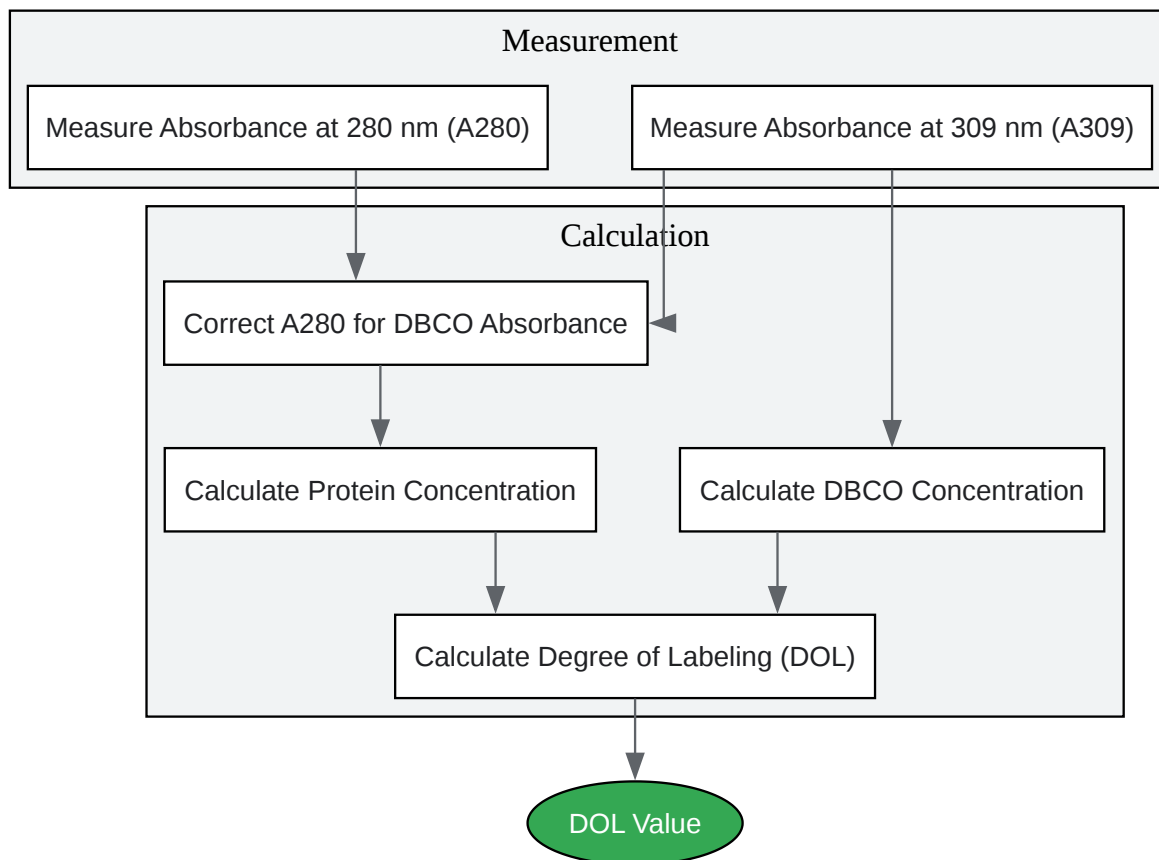 Measurement
Measure Absorbance at 280 nm (A280)
Measure Absorbance at 309 nm (A309)
Calculation
Correct A280 for DBCO Absorbance
Calculate Protein Concentration
Calculate DBCO Concentration
Calculate Degree of Labeling (DOL)
DOL Value